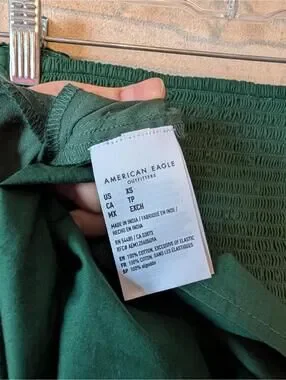 AMERICAN EAGLE
OUTFITTERS
US XS
CA TP
MX EXCH
MADE IN INDIA / FABRIQUÉ EN INDE /
HECHO EN INDIA
EN 100% COTTON, EXCLUSIVE OF ELASTIC
FR 100% COTON, SANS LES ÉLASTIQUES
SP 100% algodón